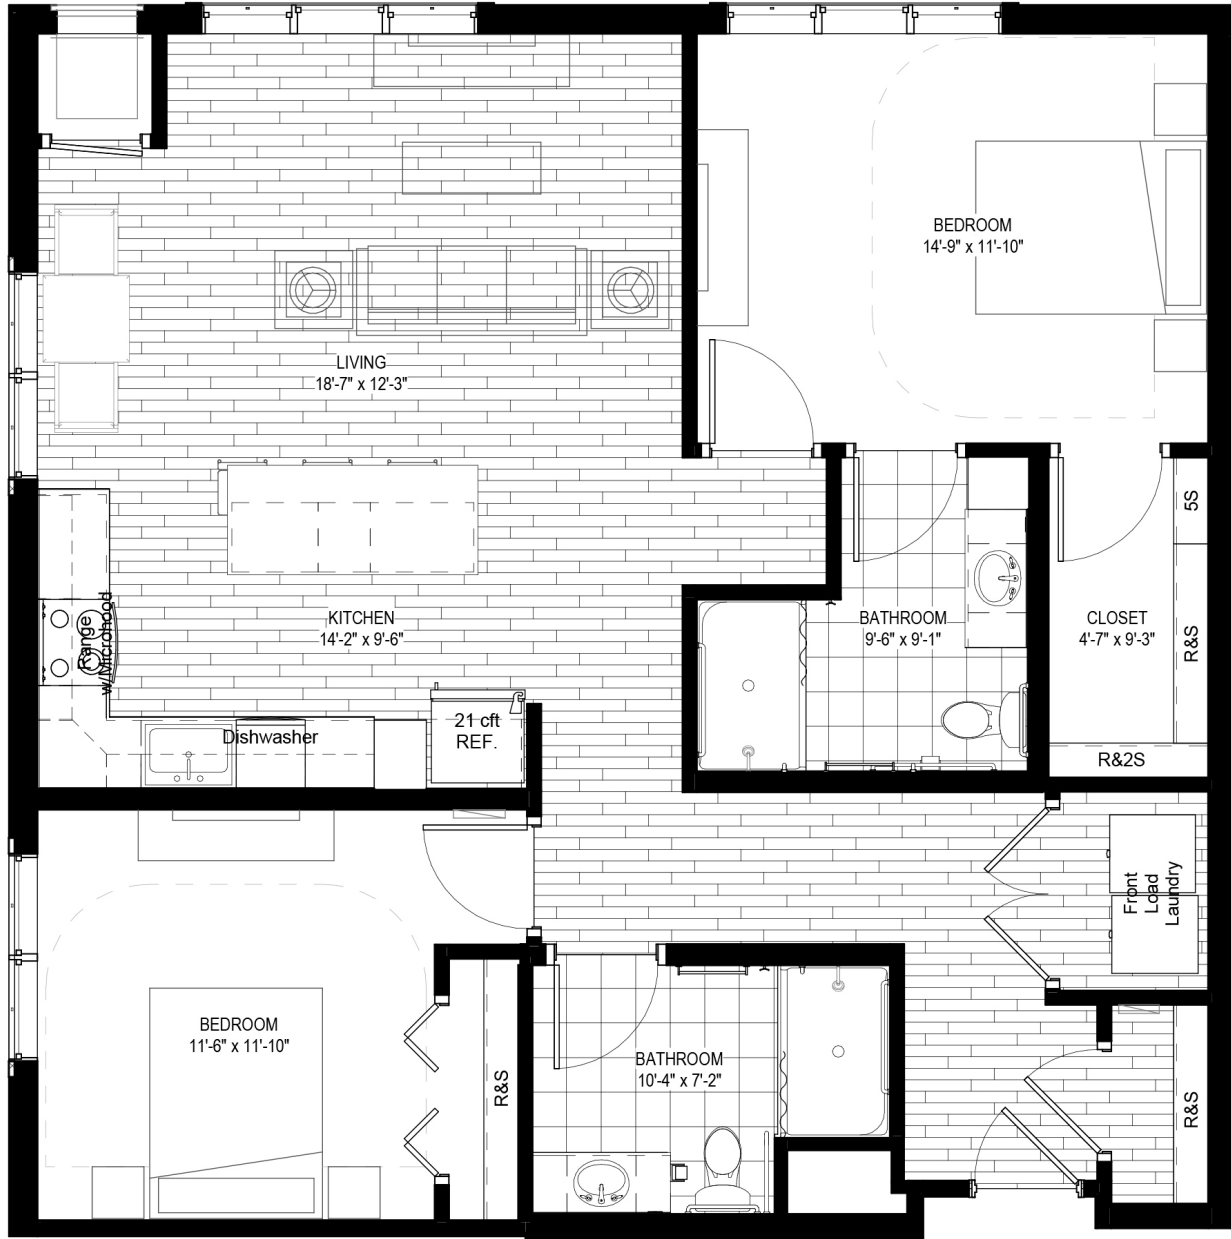 BEDROOM
14'-9" x 11'-10"
LIVING
18'-7" x 12'-3"
5S
KITCHEN
14'-2" x 9'-6"
BATHROOM
9'-6" x 9'-1"
CLOSET
4'-7" x 9'-3"
R&S
Range
w/Microhood
21 cft
REF.
Dishwasher
R&2S
Front
Load
Laundry
BEDROOM
11'-6" x 11'-10"
R&S
BATHROOM
10'-4" x 7'-2"
R&S